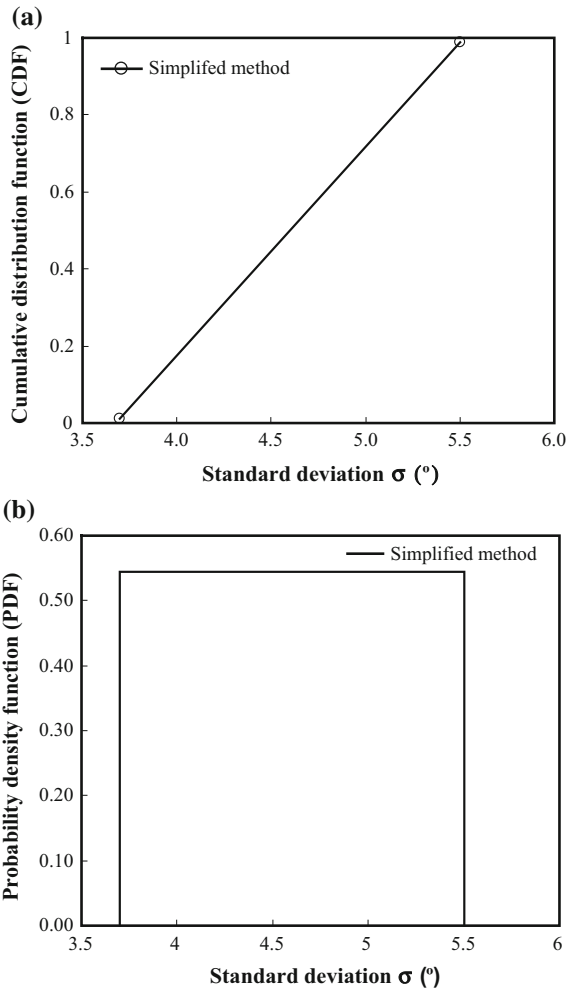 (a)
1
0.8
0.6
0.4
0.2
0
Cumulative distribution function (CDF)
Simplifed method
3.5 4.0 4.5 5.0 5.5 6.0
Standard deviation σ (º)
(b)
0.60
0.50
0.40
0.30
0.20
0.10
0.00
Probability density function (PDF)
Simplified method
3.5 4 4.5 5 5.5 6
Standard deviation σ (º)